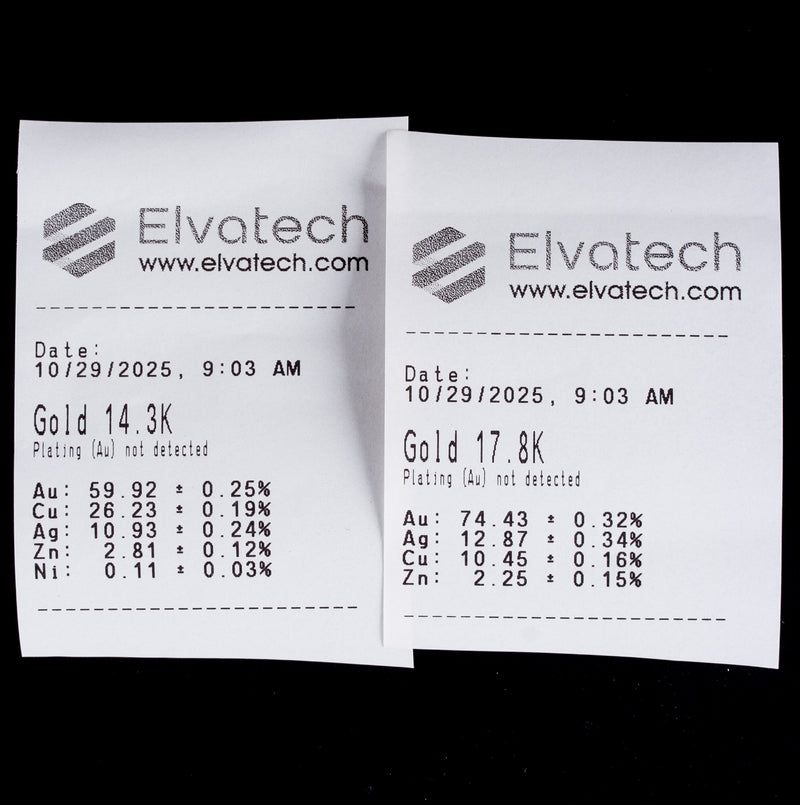 Elvatech
www.elvatech.com
Date:
10/29/2025, 9:03 AM
Gold 14.3K
Plating (Au) not detected
Au: 59.92 ± 0.25%
Cu: 26.23 ± 0.19%
Ag: 10.93 ± 0.24%
Zn: 2.81 ± 0.12%
Ni: 0.11 ± 0.03%
Elvatech
www.elvatech.com
Date:
10/29/2025, 9:03 AM
Gold 17.8K
Plating (Au) not detected
Au: 74.43 ± 0.32%
Ag: 12.87 ± 0.34%
Cu: 10.45 ± 0.16%
Zn: 2.25 ± 0.15%